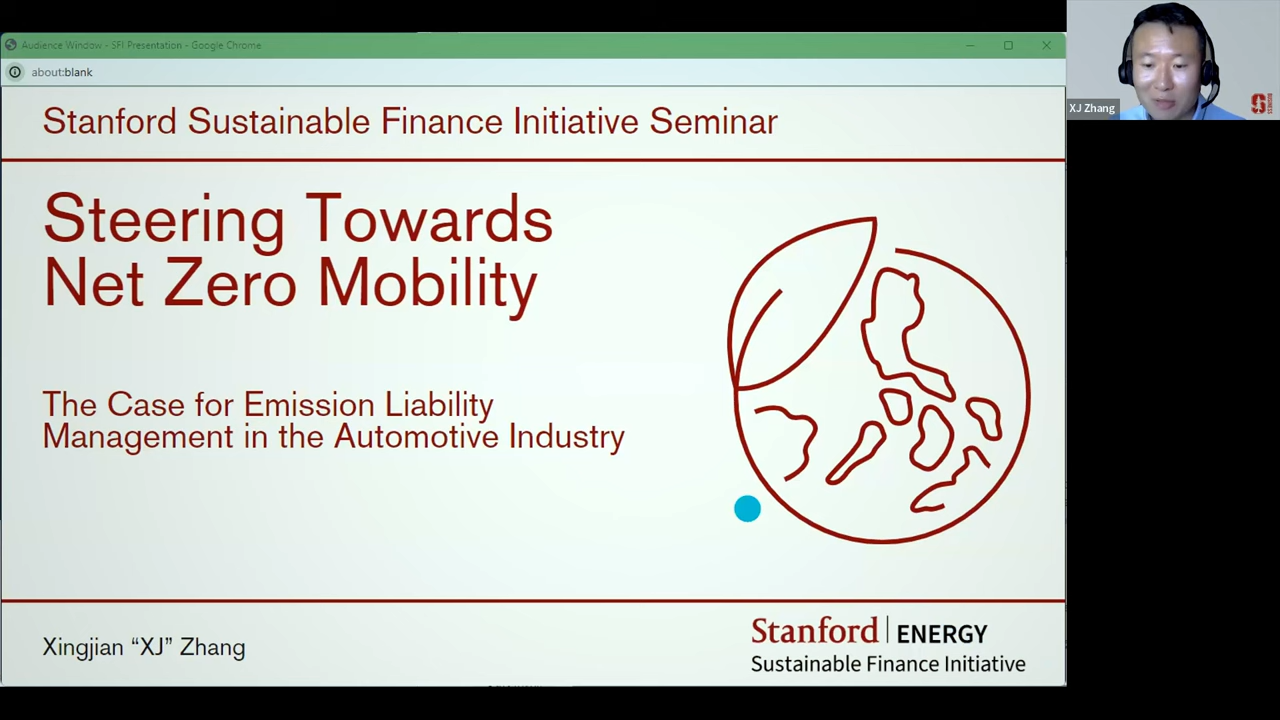 Audience Window - SFI Presentation - Google Chrome
about:blank
XJ Zhang
Stanford Sustainable Finance Initiative Seminar
Steering Towards
Net Zero Mobility
The Case for Emission Liability
Management in the Automotive Industry
Xingjian “XJ” Zhang
Stanford | ENERGY
Sustainable Finance Initiative